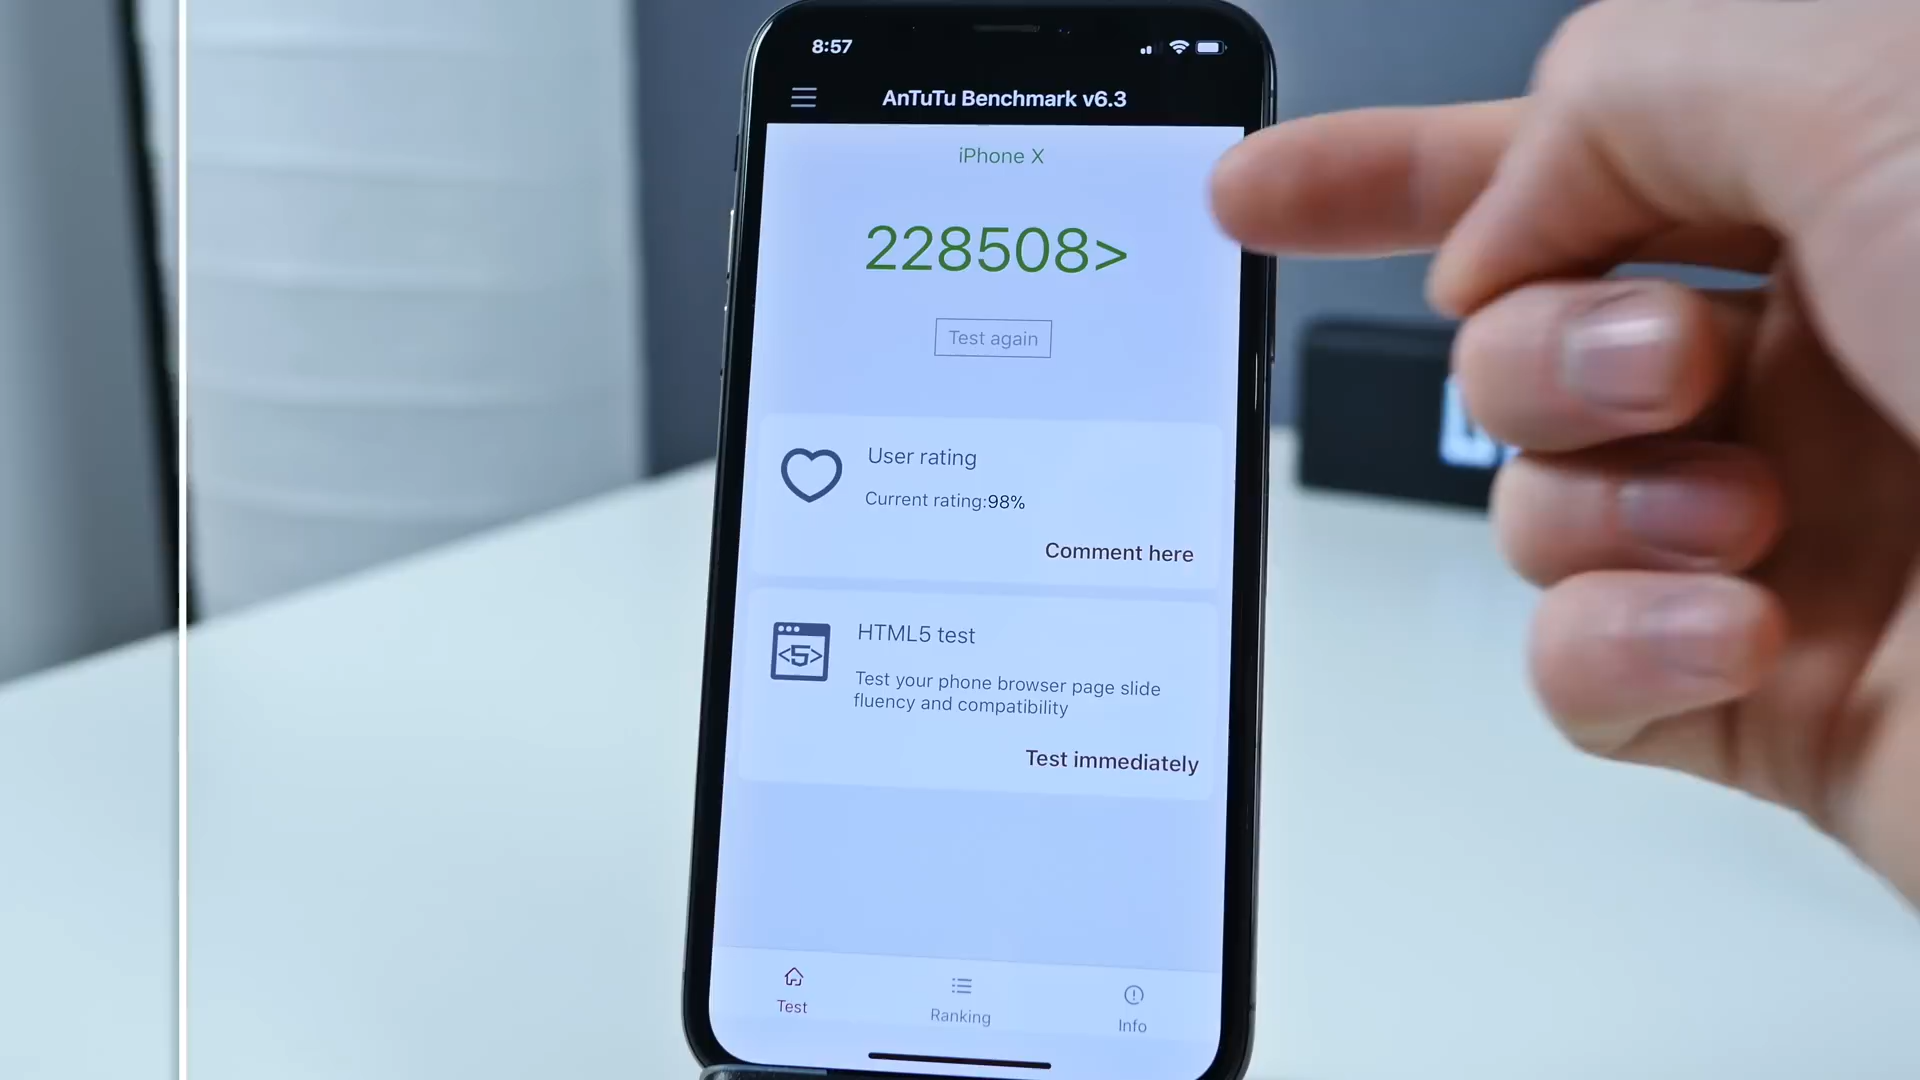 8:57
AnTuTu Benchmark v6.3
iPhone X
228508>
Test again
User rating
Current rating:98%
Comment here
<5>
HTML5 test
Test your phone browser page slide
fluency and compatibility
Test immediately
Test
Ranking
Info